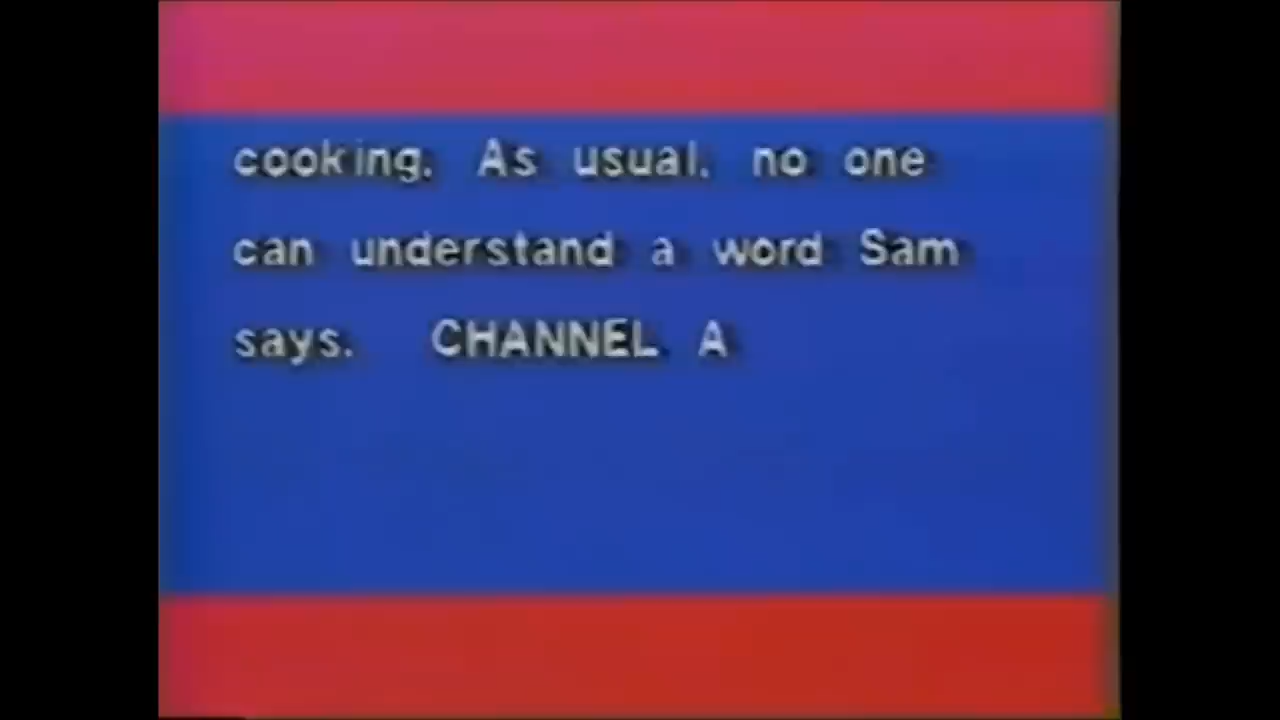 cooking. As usual, no one
can understand a word Sam
says. CHANNEL A